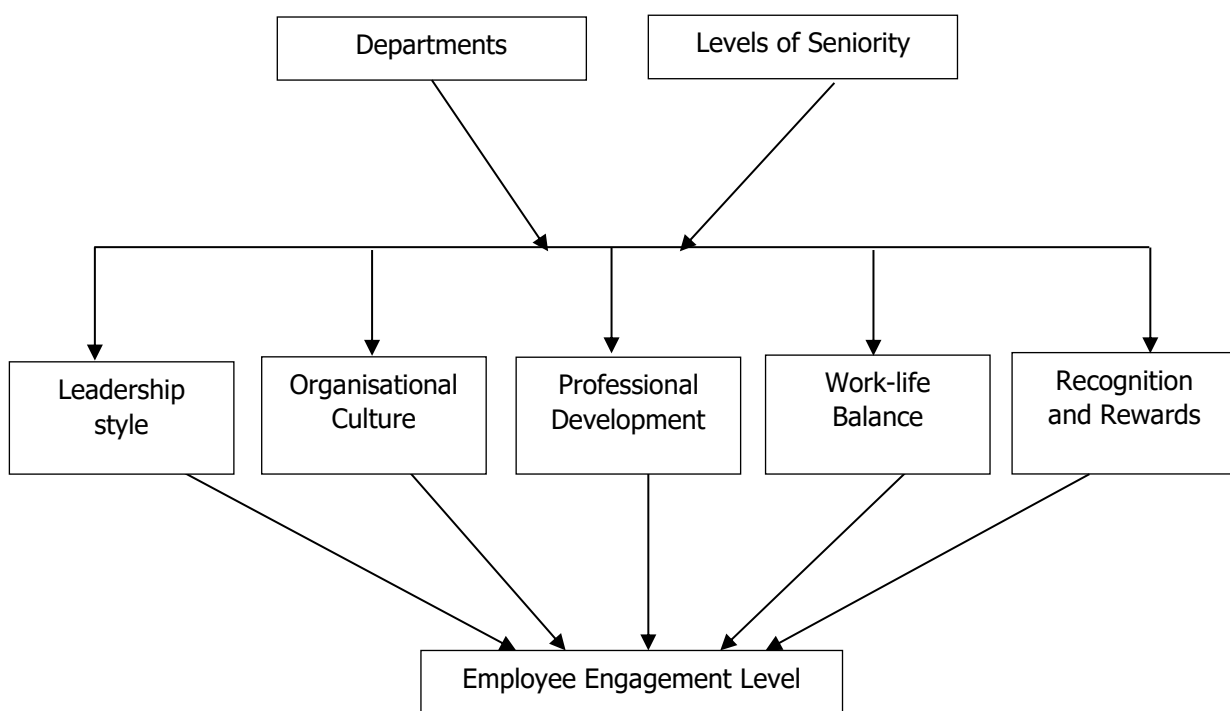 Departments
Levels of Seniority
Leadership
style
Organisational
Culture
Professional
Development
Work-life
Balance
Recognition
and Rewards
Employee Engagement Level